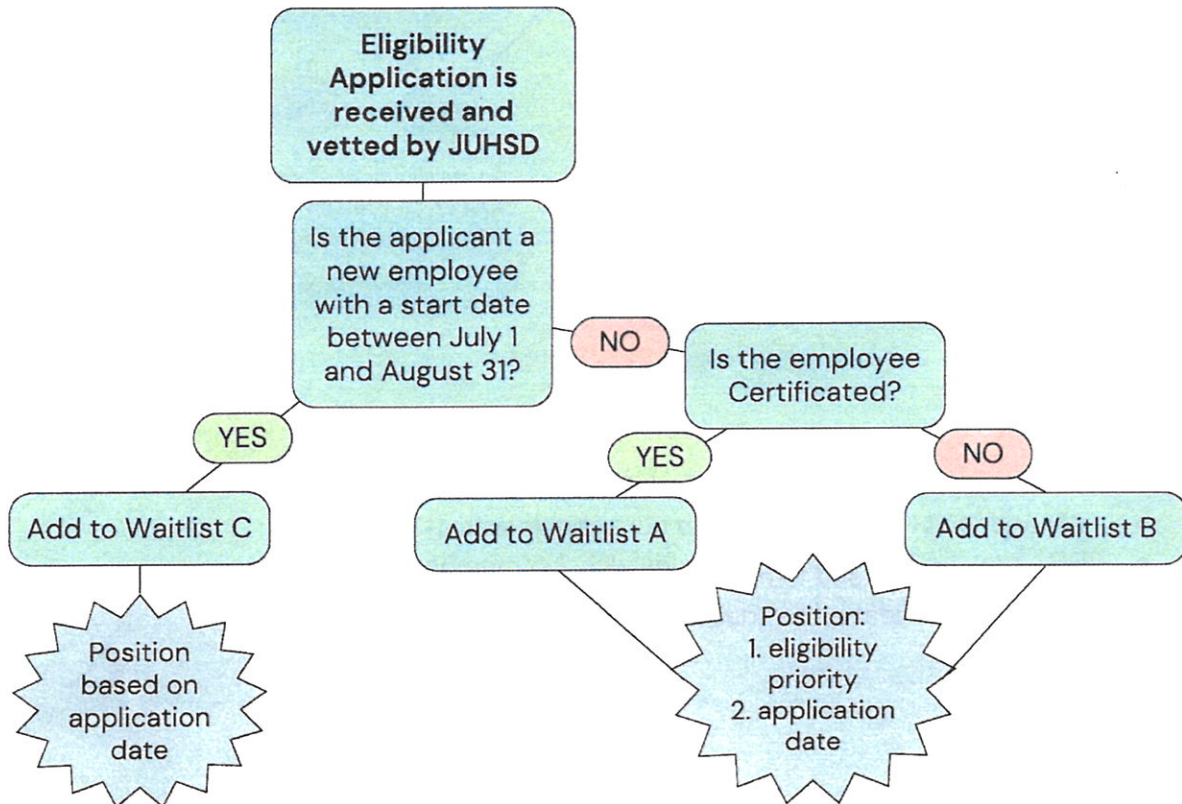 Eligibility
Application is
received and
vetted by JUHSD
Is the applicant a
new employee
with a start date
between July 1
and August 31?
NO
Is the employee
Certificated?
YES
YES
NO
Add to Waitlist C
Add to Waitlist A
Add to Waitlist B
Position
based on
application
date
Position:
1. eligibility
priority
2. application
date